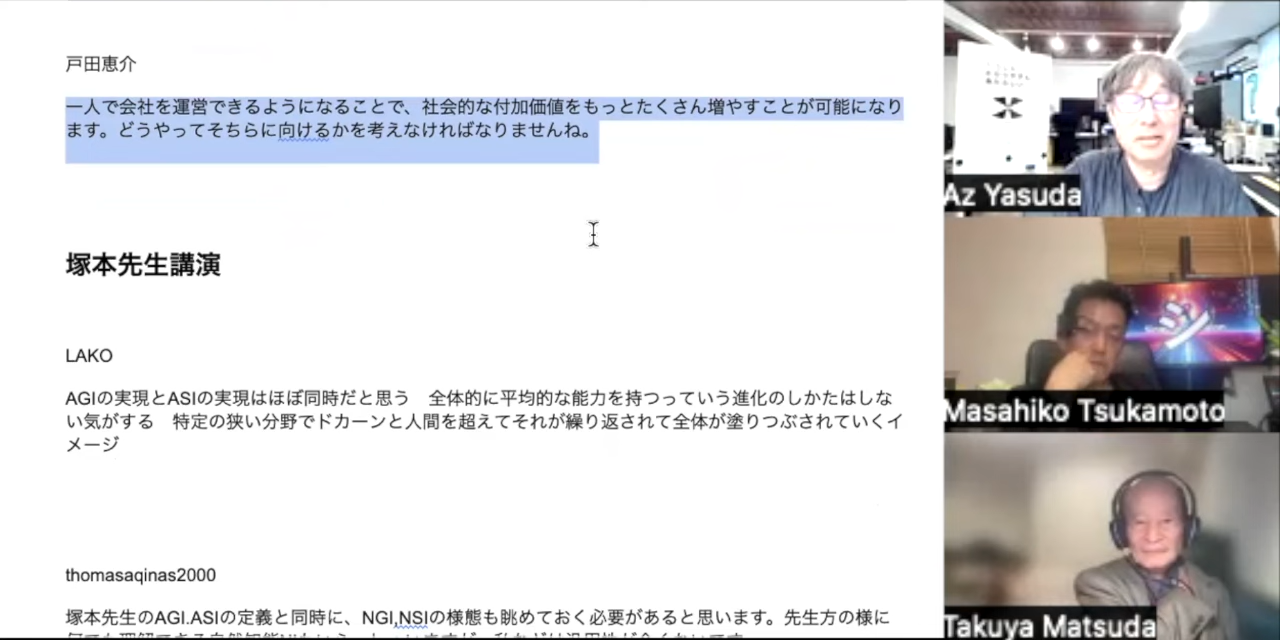 戸田恵介
一人で会社を運営できるようになることで、社会的な付加価値をもっとたくさん増やすことが可能になり
ます。どうやってそちらに向けるかを考えなければなりませんね。
塚本先生講演
LAKO
AGIの実現とASIの実現はほぼ同時だと思う　全体的に平均的な能力を持つっていう進化のしかたはしな
い気がする　特定の狭い分野でドカーンと人間を超えてそれが繰り返されて全体が塗りつぶされていくイ
メージ
thomasaqinas2000
塚本先生のAGI.ASIの定義と同時に、NGI,NSIの様態も眺めておく必要があると思います。先生方の様に
Az Yasuda
シン
Masahiko Tsukamoto
Takuya Matsuda